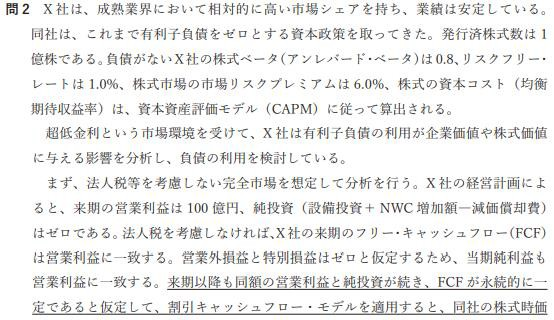 問2　X社は、成熟業界において相対的に高い市場シェアを持ち、業績は安定している。
同社は、これまで有利子負債をゼロとする資本政策を取ってきた。発行済株式数は1
億株である。負債がないX社の株式ベータ(アンレバード・ベータ)は0.8、リスクフリー・
レートは1.0%、株式市場の市場リスクプレミアムは6.0%、株式の資本コスト(均衡
期待収益率)は、資本資産評価モデル(CAPM)に従って算出される。
超低金利という市場環境を受けて、X社は有利子負債の利用が企業価値や株式価値
に与える影響を分析し、負債の利用を検討している。
まず、法人税等を考慮しない完全市場を想定して分析を行う。X社の経営計画によ
ると、来期の営業利益は100億円、純投資(設備投資+NWC増加額―減価償却費)
はゼロである。法人税を考慮しなければ、X社の来期のフリー・キャッシュフロー(FCF)
は営業利益に一致する。営業外損益と特別損益はゼロと仮定するため、当期純利益も
営業利益に一致する。来期以降も同額の営業利益と純投資が続き、FCFが永続的に一
定であると仮定して、割引キャッシュフロー・モデルを適用すると、同社の株式時価